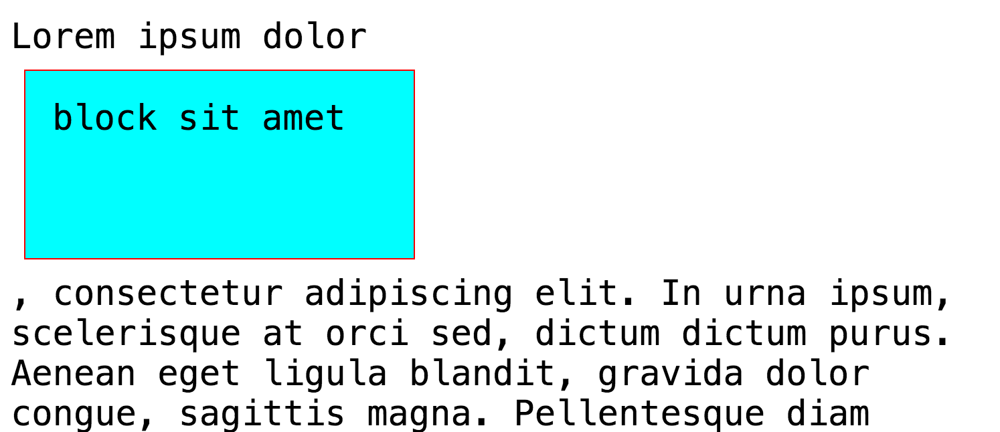 Lorem ipsum dolor
block sit amet
, consectetur adipiscing elit. In urna ipsum,
scelerisque at orci sed, dictum dictum purus.
Aenean eget ligula blandit, gravida dolor
congue, sagittis magna. Pellentesque diam